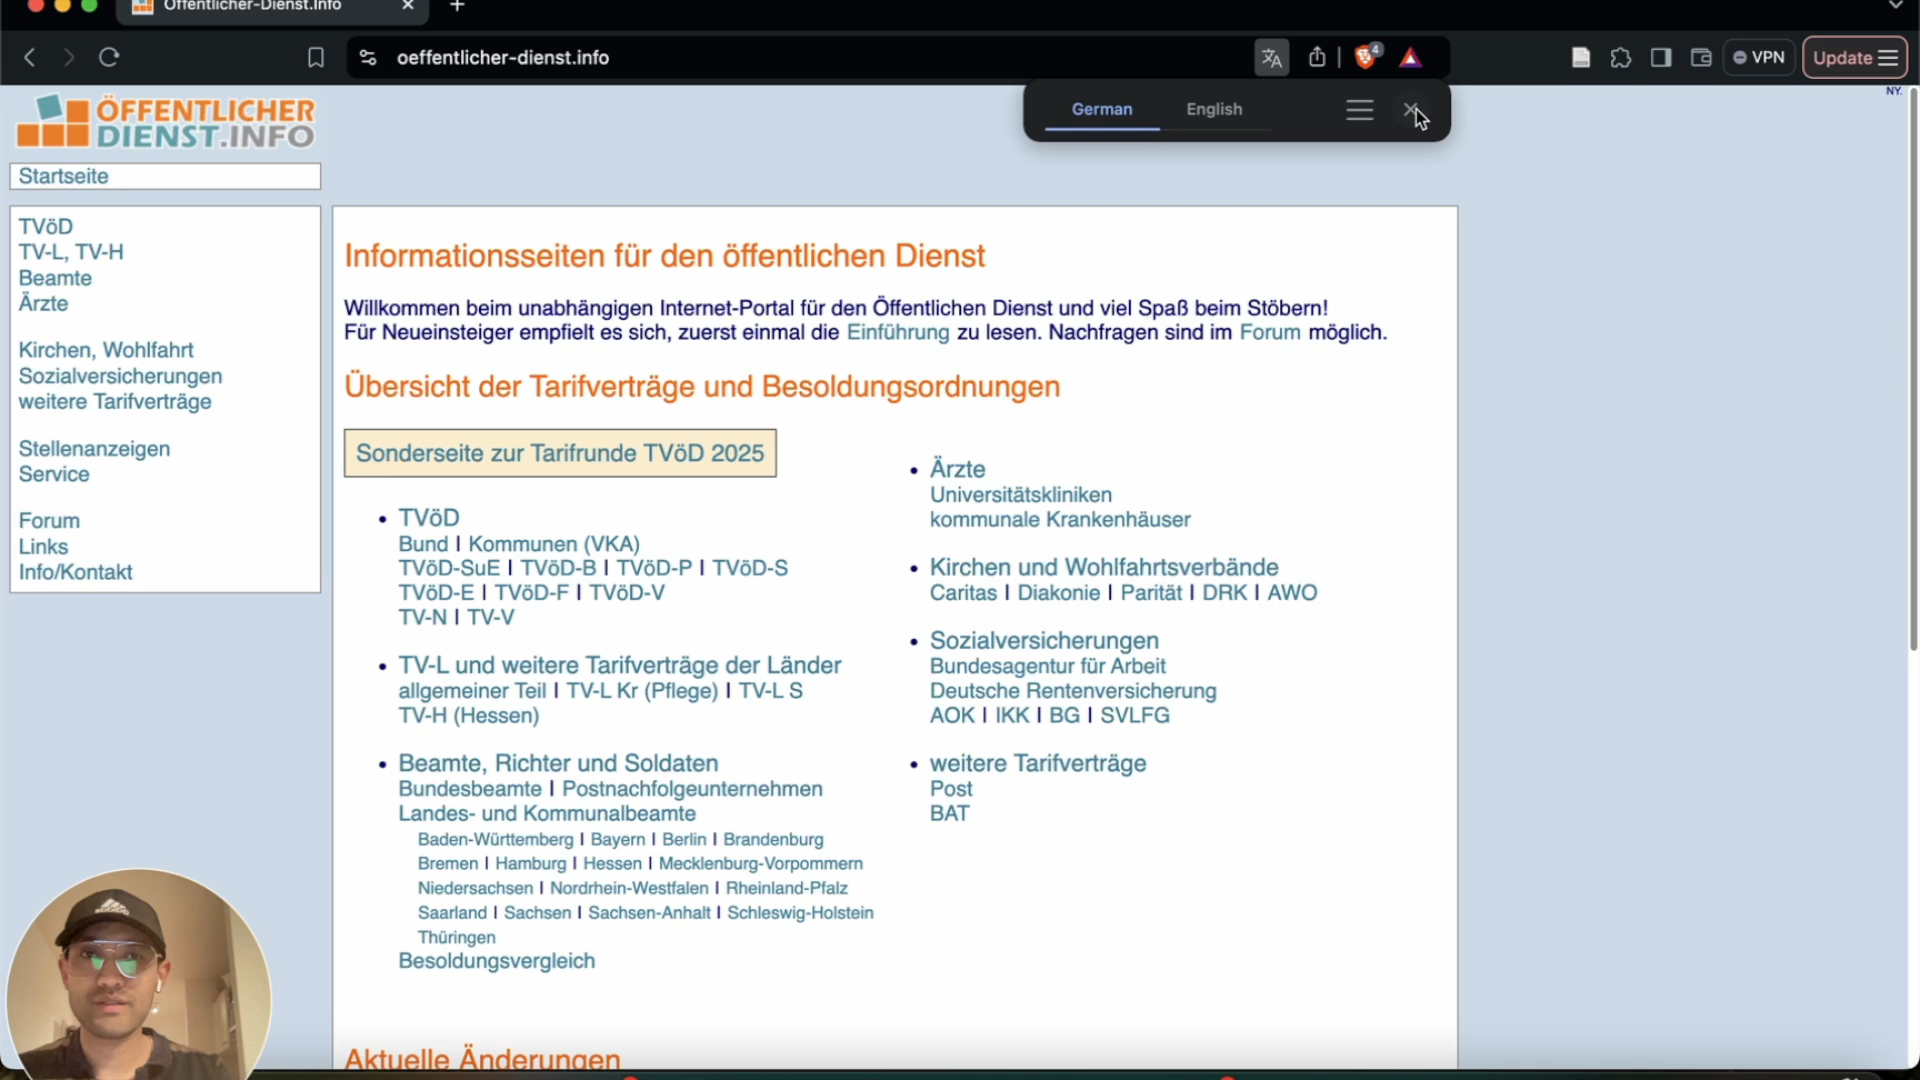 Öffentlicher-Dienst.Info
oeffentlicher-dienst.info
4
VPN
Update
German
English
NY.
ÖFFENTLICHER
DIENST.INFO
Startseite
TVöD
TV-L, TV-H
Beamte
Ärzte
Kirchen, Wohlfahrt
Sozialversicherungen
weitere Tarifverträge
Stellenanzeigen
Service
Forum
Links
Info/Kontakt
Informationsseiten für den öffentlichen Dienst
Willkommen beim unabhängigen Internet-Portal für den Öffentlichen Dienst und viel Spaß beim Stöbern!
Für Neueinsteiger empfielt es sich, zuerst einmal die Einführung zu lesen. Nachfragen sind im Forum möglich.
Übersicht der Tarifverträge und Besoldungsordnungen
Sonderseite zur Tarifrunde TVöD 2025
• TVöD
Bund | Kommunen (VKA)
TVöD-SuE | TVöD-B | TVöD-P | TVöD-S
TVöD-E | TVöD-F | TVöD-V
TV-N | TV-V
• TV-L und weitere Tarifverträge der Länder
allgemeiner Teil | TV-L Kr (Pflege) | TV-L S
TV-H (Hessen)
• Beamte, Richter und Soldaten
Bundesbeamte | Postnachfolgeunternehmen
Landes- und Kommunalbeamte
Baden-Württemberg | Bayern | Berlin | Brandenburg
Bremen | Hamburg | Hessen | Mecklenburg-Vorpommern
Niedersachsen | Nordrhein-Westfalen | Rheinland-Pfalz
Saarland | Sachsen | Sachsen-Anhalt | Schleswig-Holstein
Thüringen
Besoldungsvergleich
• Ärzte
Universitätskliniken
kommunale Krankenhäuser
• Kirchen und Wohlfahrtsverbände
Caritas | Diakonie | Parität | DRK | AWO
• Sozialversicherungen
Bundesagentur für Arbeit
Deutsche Rentenversicherung
AOK | IKK | BG | SVLFG
• weitere Tarifverträge
Post
BAT
Aktuelle Änderungen
adidas